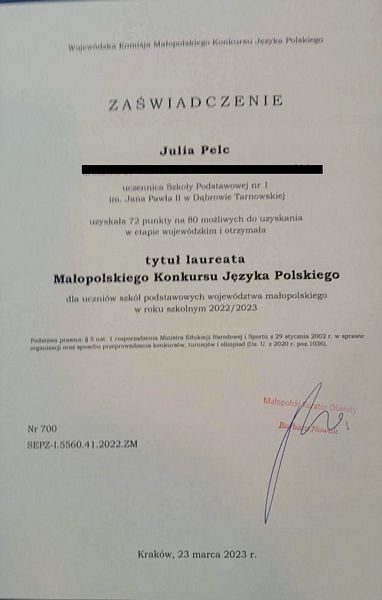 Wojewódzka Komisja Małopolskiego Konkursu Języka Polskiego
ZAŚWIADCZENIE
Julia Pelc
uczennica Szkoły Podstawowej nr 1
im. Jana Pawła II w Dąbrowie Tarnowskiej
uzyskała 72 punkty na 80 możliwych do uzyskania
w etapie wojewódzkim i otrzymała
tytuł laureata
Małopolskiego Konkursu Języka Polskiego
dla uczniów szkół podstawowych województwa małopolskiego
w roku szkolnym 2022/2023
Podstawa prawna: § 5 ust. 1 rozporządzenia Ministra Edukacji Narodowej i Sportu z 29 stycznia 2002 r. w sprawie
organizacji oraz sposobu przeprowadzania konkursów, turniejów i olimpiad (Dz. U. z 2020 r. poz.1036).
Małopolski Kurator Oświaty
Barbara Nowak
Nr 700
SEPZ-I.5560.41.2022.ZM
Kraków, 23 marca 2023 r.